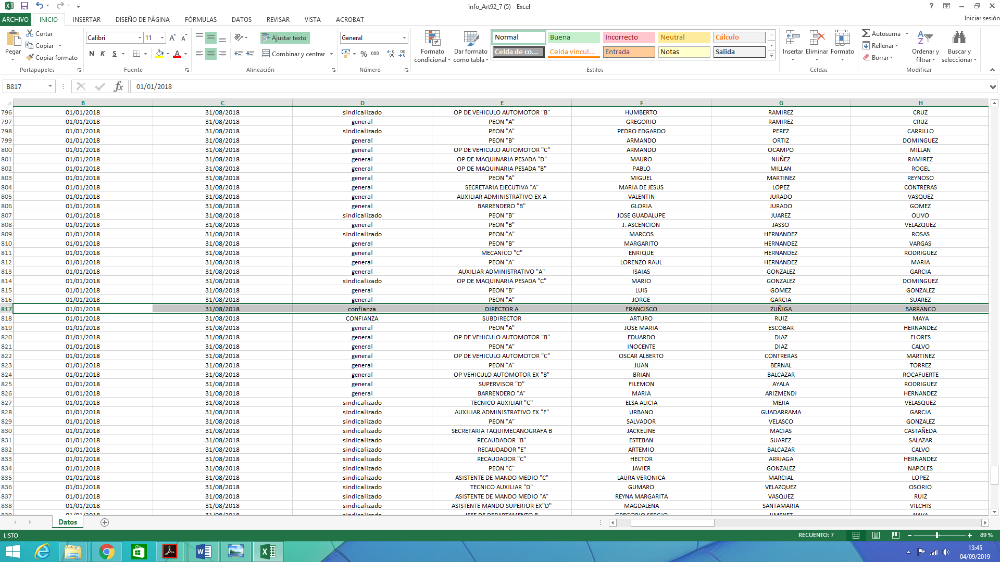 info_Art92_7 (5) - Excel
ARCHIVO INICIO INSERTAR DISEÑO DE PÁGINA FÓRMULAS DATOS REVISAR VISTA ACROBAT Iniciar sesión
Pegar Cortar Copiar Copiar formato Portapapeles
Calibri 11 N K S Fuente
Ajustar texto Combinar y centrar Alineación
General % 000 Número
Formato condicional Dar formato como tabla
Normal Buena Incorrecto Neutral Cálculo
Celda de co... Celda vincul... Entrada Notas Salida
Estilos
Insertar Eliminar Formato Celdas
Autosuma Rellenar Borrar Ordenar y filtrar Buscar y seleccionar Modificar
B817 fx 01/01/2018
B C D E F G H
796 01/01/2018 31/08/2018 sindicalizado OP DE VEHICULO AUTOMOTOR "B" HUMBERTO RAMIREZ CRUZ
797 01/01/2018 31/08/2018 general PEON "A" GREGORIO RAMIREZ CRUZ
798 01/01/2018 31/08/2018 sindicalizado PEON "A" PEDRO EDGARDO PEREZ CARRILLO
799 01/01/2018 31/08/2018 general PEON "B" ARMANDO ORTIZ DOMINGUEZ
800 01/01/2018 31/08/2018 general OP DE VEHICULO AUTOMOTOR "C" ARMANDO OCAMPO MILLAN
801 01/01/2018 31/08/2018 general OP DE MAQUINARIA PESADA "D" MAURO NUÑEZ RAMIREZ
802 01/01/2018 31/08/2018 general OP DE MAQUINARIA PESADA "B" PABLO MILLAN ROGEL
803 01/01/2018 31/08/2018 general PEON "A" MIGUEL MARTINEZ REYNOSO
804 01/01/2018 31/08/2018 general SECRETARIA EJECUTIVA "A" MARIA DE JESUS LOPEZ CONTRERAS
805 01/01/2018 31/08/2018 general AUXILIAR ADMINISTRATIVO EX A VALENTIN JURADO VASQUEZ
806 01/01/2018 31/08/2018 general BARRENDERO "B" GLORIA JURADO GOMEZ
807 01/01/2018 31/08/2018 sindicalizado PEON "B" JOSE GUADALUPE JUAREZ OLIVO
808 01/01/2018 31/08/2018 general PEON "B" J. ASCENCION JASSO VELAZQUEZ
809 01/01/2018 31/08/2018 sindicalizado PEON "A" MARCOS HERNANDEZ ROSAS
810 01/01/2018 31/08/2018 general PEON "B" MARGARITO HERNANDEZ VARGAS
811 01/01/2018 31/08/2018 general MECANICO "C" ENRIQUE HERNANDEZ RODRIGUEZ
812 01/01/2018 31/08/2018 general PEON "A" LORENZO RAUL HERNANDEZ MARIA
813 01/01/2018 31/08/2018 general AUXILIAR ADMINISTRATIVO "A" ISAIAS GONZALEZ GARCIA
814 01/01/2018 31/08/2018 sindicalizado OP DE MAQUINARIA PESADA "C" MARIO GONZALEZ DOMINGUEZ
815 01/01/2018 31/08/2018 general PEON "B" LUIS GOMEZ GONZALEZ
816 01/01/2018 31/08/2018 general PEON "A" JORGE GARCIA SUAREZ
817 01/01/2018 31/08/2018 confianza DIRECTOR A FRANCISCO ZUÑIGA BARRANCO
818 01/01/2018 31/08/2018 CONFIANZA SUBDIRECTOR ARTURO RUIZ MAYA
819 01/01/2018 31/08/2018 general PEON "A" JOSE MARIA ESCOBAR HERNANDEZ
820 01/01/2018 31/08/2018 general OP DE VEHICULO AUTOMOTOR "B" EDUARDO DIAZ FLORES
821 01/01/2018 31/08/2018 general PEON "A" INOCENTE DIAZ CALVO
822 01/01/2018 31/08/2018 general OP DE VEHICULO AUTOMOTOR "C" OSCAR ALBERTO CONTRERAS MARTINEZ
823 01/01/2018 31/08/2018 general PEON "A" JUAN BERNAL TORREZ
824 01/01/2018 31/08/2018 general OP VEHICULO AUTOMOTOR EX "B" BRIAN BALCAZAR ROCAFUERTE
825 01/01/2018 31/08/2018 general SUPERVISOR "D" FILEMON AYALA RODRIGUEZ
826 01/01/2018 31/08/2018 general BARRENDERO "A" MARIA ARIZMENDI HERNANDEZ
827 01/01/2018 31/08/2018 sindicalizado TECNICO AUXILIAR "C" ELSA ALICIA MEJIA VELASQUEZ
828 01/01/2018 31/08/2018 sindicalizado AUXILIAR ADMINISTRATIVO EX "F" URBANO GUADARRAMA GARCIA
829 01/01/2018 31/08/2018 sindicalizado PEON "A" SALVADOR VELASCO GONZALEZ
830 01/01/2018 31/08/2018 sindicalizado SECRETARIA TAQUIMECANOGRAFA B JACKELINE MACIAS CASTAÑEDA
831 01/01/2018 31/08/2018 sindicalizado RECAUDADOR "B" ESTEBAN SUAREZ SALAZAR
832 01/01/2018 31/08/2018 sindicalizado RECAUDADOR "E" ARTEMIO BALCAZAR CALVO
833 01/01/2018 31/08/2018 sindicalizado RECAUDADOR "C" HECTOR ARRIAGA HERNANDEZ
834 01/01/2018 31/08/2018 sindicalizado PEON "C" JAVIER GONZALEZ NAPOLES
835 01/01/2018 31/08/2018 sindicalizado ASISTENTE DE MANDO MEDIO "C" LAURA VERONICA MARCIAL LOPEZ
836 01/01/2018 31/08/2018 sindicalizado TECNICO AUXILIAR "D" GUMARO VELAZQUEZ OSORIO
837 01/01/2018 31/08/2018 sindicalizado ASISTENTE DE MANDO MEDIO "A" REYNA MARGARITA VASQUEZ RUIZ
838 01/01/2018 31/08/2018 sindicalizado ASISTENTE MANDO SUPERIOR EX"D" MAGDALENA SANTAMARIA VILCHIS
839 01/01/2018 31/08/2018 sindicalizado JEFE DE DEPARTAMENTO B GREGORIO SERGIO JIMENEZ NAVA
Datos
LISTO RECUENTO: 7 89 %
13:45
04/09/2019